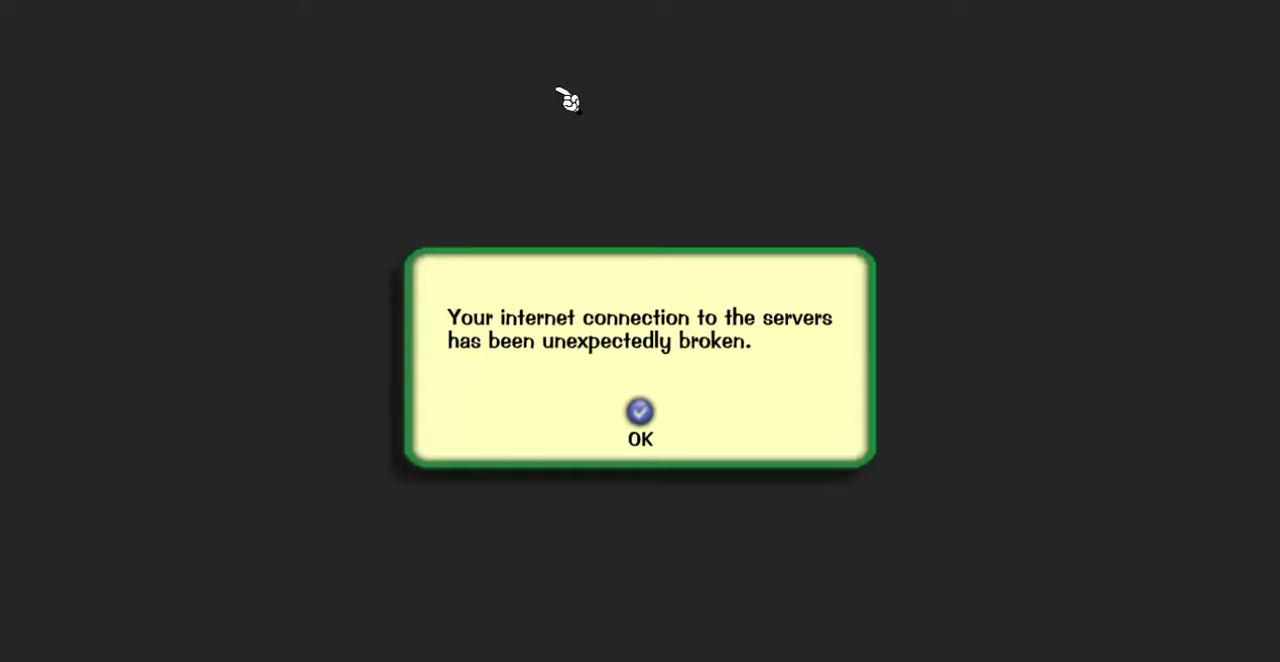 Your internet connection to the servers
has been unexpectedly broken.
OK